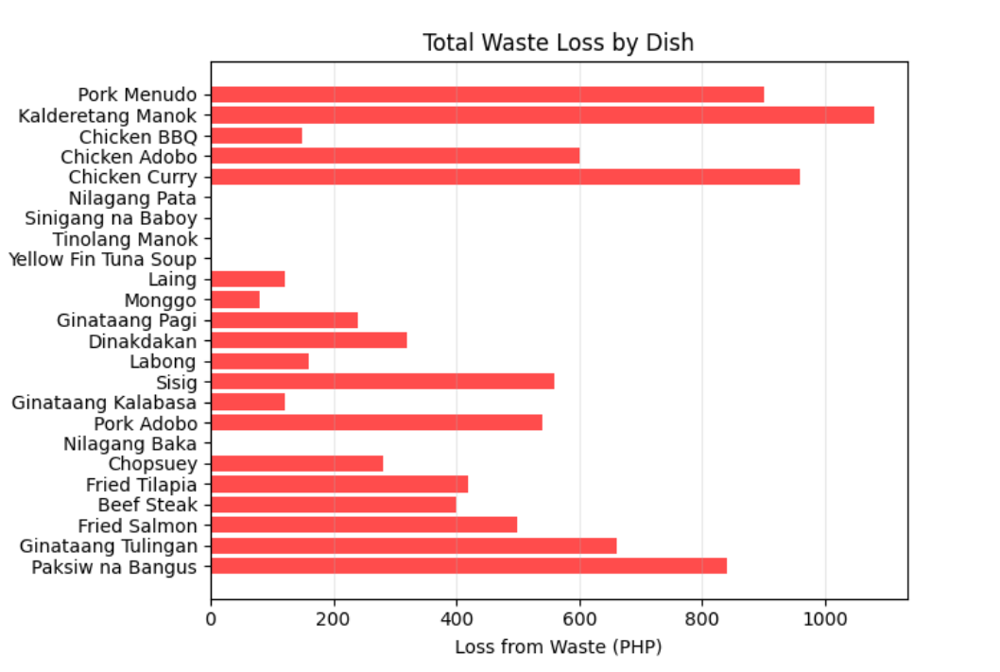 Total Waste Loss by Dish
Pork Menudo
Kalderetang Manok
Chicken BBQ
Chicken Adobo
Chicken Curry
Nilagang Pata
Sinigang na Baboy
Tinolang Manok
Yellow Fin Tuna Soup
Laing
Monggo
Ginataang Pagi
Dinakdakan
Labong
Sisig
Ginataang Kalabasa
Pork Adobo
Nilagang Baka
Chopsuey
Fried Tilapia
Beef Steak
Fried Salmon
Ginataang Tulingan
Paksiw na Bangus
0 200 400 600 800 1000
Loss from Waste (PHP)